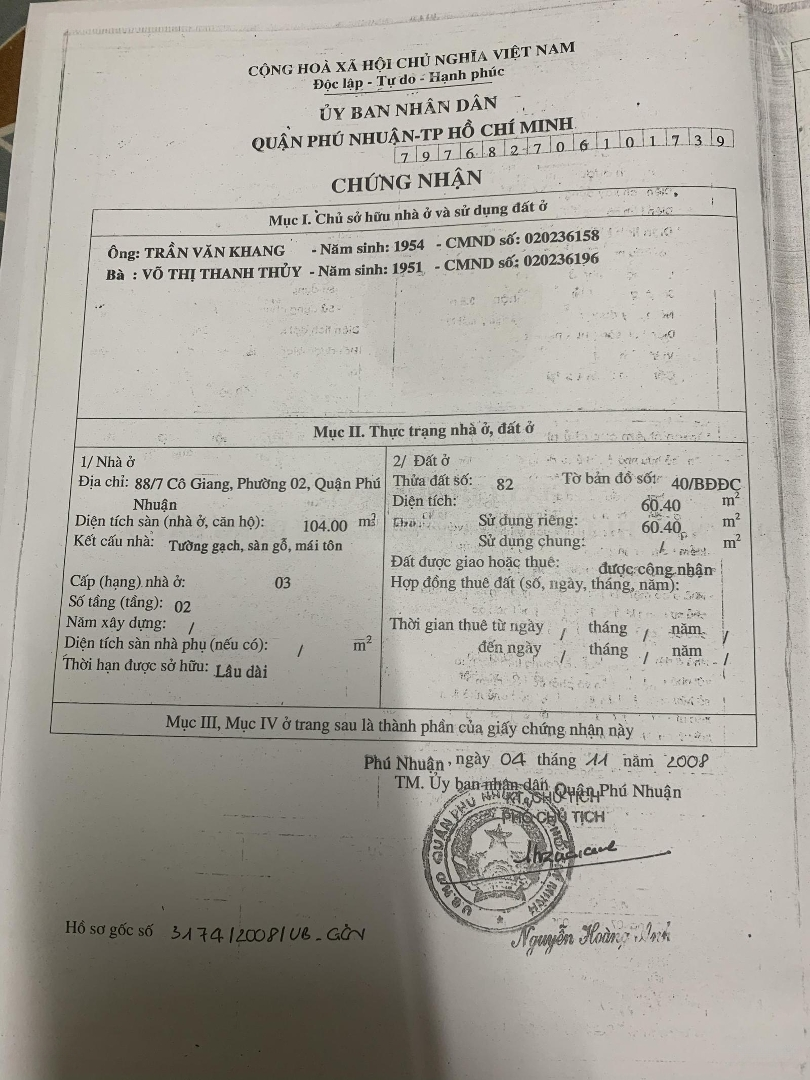 CỘNG HOÀ XÃ HỘI CHỦ NGHĨA VIỆT NAM
Độc lập - Tự do - Hạnh phúc
ỦY BAN NHÂN DÂN
QUẬN PHÚ NHUẬN-TP HỒ CHÍ MINH
7 9 7 6 8 2 7 0 6 1 0 1 7 3 9
CHỨNG NHẬN
Mục I. Chủ sở hữu nhà ở và sử dụng đất ở
Ông: TRẦN VĂN KHANG - Năm sinh: 1954 - CMND số: 020236158
Bà : VÕ THỊ THANH THỦY - Năm sinh: 1951 - CMND số: 020236196
Mục II. Thực trạng nhà ở, đất ở
1/ Nhà ở
Địa chỉ: 88/7 Cô Giang, Phường 02, Quận Phú
Nhuận
Diện tích sàn (nhà ở, căn hộ): 104.00 m²
Kết cấu nhà: Tường gạch, sàn gỗ, mái tôn
Cấp (hạng) nhà ở: 03
Số tầng (tầng): 02
Năm xây dựng: /
Diện tích sàn nhà phụ (nếu có): / m²
Thời hạn được sở hữu: Lâu dài
2/ Đất ở
Thửa đất số: 82 Tờ bản đồ số: 40/BĐĐC
Diện tích: 60.40 m²
Sử dụng riêng: 60.40 m²
Sử dụng chung: m²
Đất được giao hoặc thuê: được công nhận
Hợp đồng thuê đất (số, ngày, tháng, năm):
Thời gian thuê từ ngày / tháng / năm /
đến ngày / tháng / năm /
Mục III, Mục IV ở trang sau là thành phần của giấy chứng nhận này
Phú Nhuận, ngày 04 tháng 11 năm 2008
TM. Ủy ban nhân dân Quận Phú Nhuận
KT. CHỦ TỊCH
PHÓ CHỦ TỊCH
Nguyễn Hoàng
Hồ sơ gốc số 3174/2008/UB-GCN